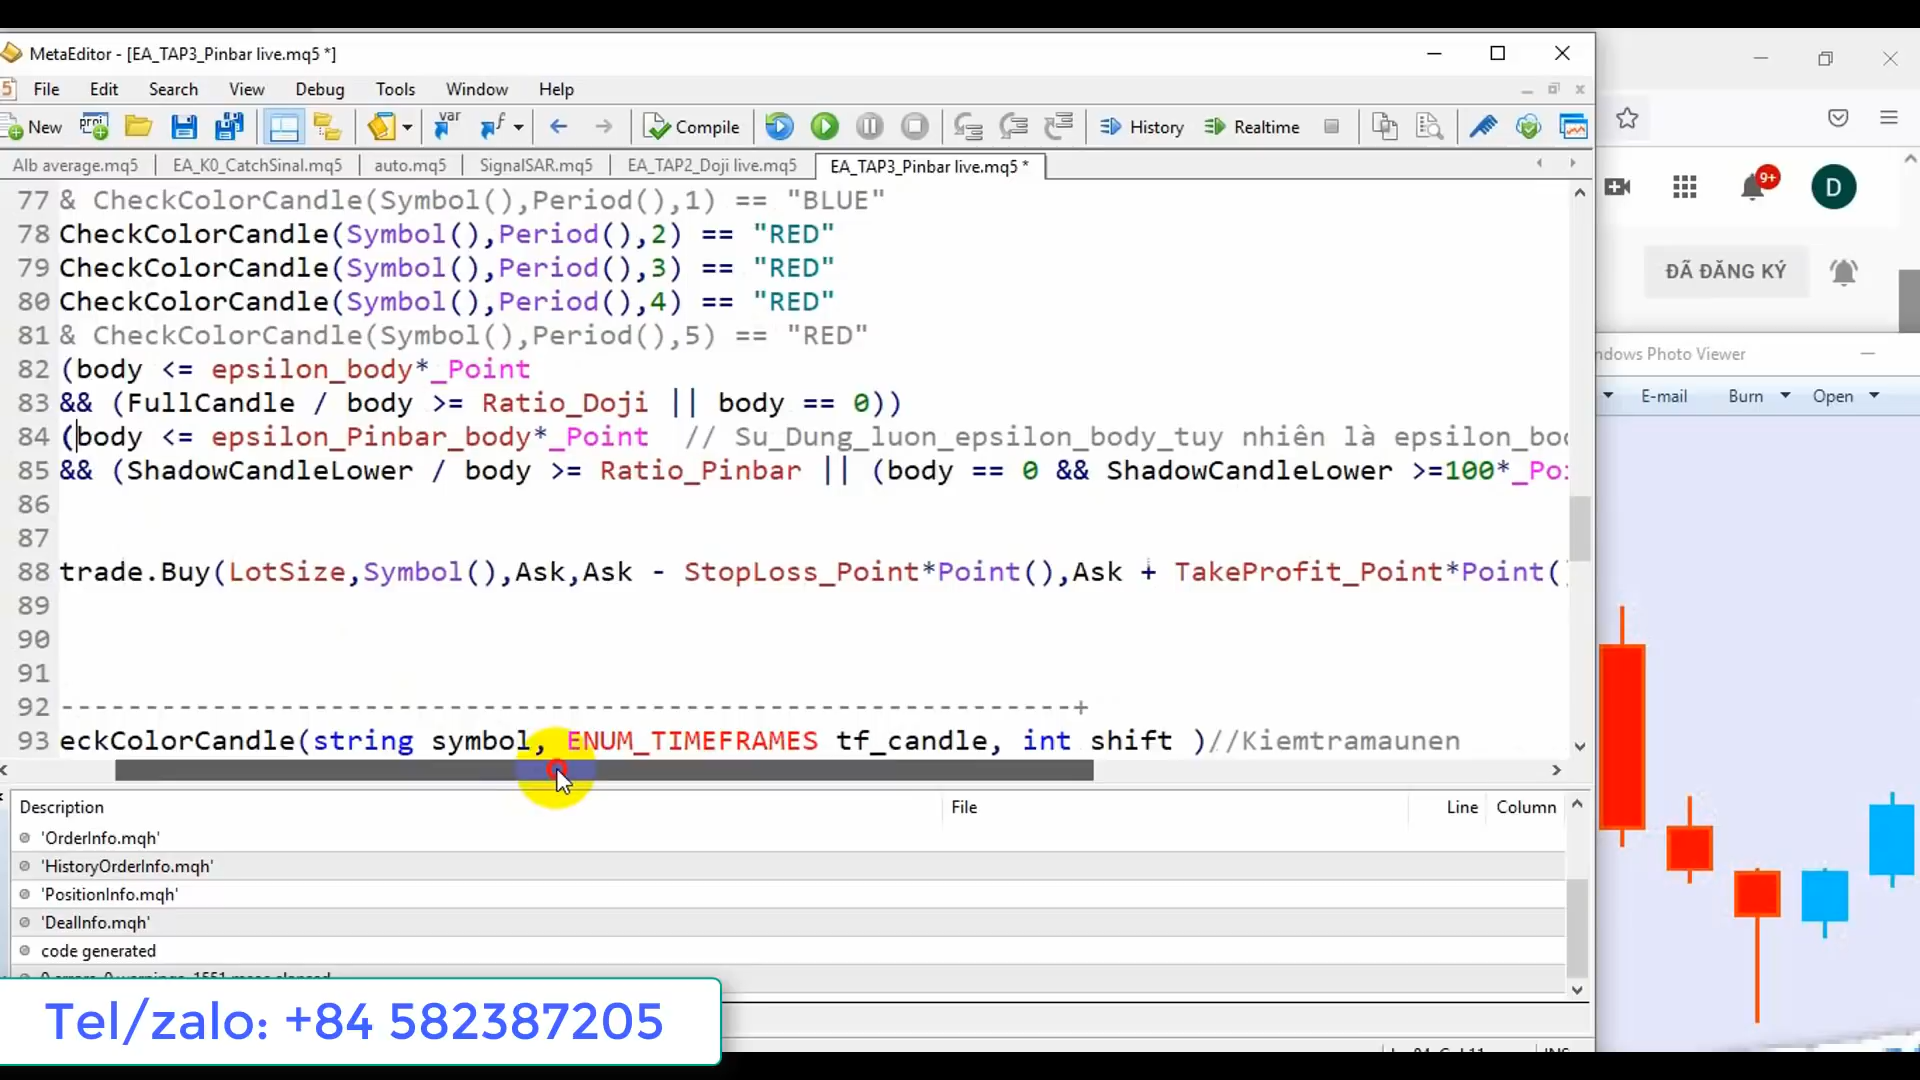 MetaEditor - [EA_TAP3_Pinbar live.mq5 *]
File Edit Search View Debug Tools Window Help
New Compile History Realtime
Alb average.mq5 EA_K0_CatchSinal.mq5 auto.mq5 SignalSAR.mq5 EA_TAP2_Doji live.mq5 EA_TAP3_Pinbar live.mq5 *
77 & CheckColorCandle(Symbol(),Period(),1) == "BLUE"
78 CheckColorCandle(Symbol(),Period(),2) == "RED"
79 CheckColorCandle(Symbol(),Period(),3) == "RED"
80 CheckColorCandle(Symbol(),Period(),4) == "RED"
81 & CheckColorCandle(Symbol(),Period(),5) == "RED"
82 (body <= epsilon_body*_Point
83 && (FullCandle / body >= Ratio_Doji || body == 0))
84 (body <= epsilon_Pinbar_body*_Point // Su_Dung_luon_epsilon_body_tuy nhiên là epsilon_bo
85 && (ShadowCandleLower / body >= Ratio_Pinbar || (body == 0 && ShadowCandleLower >=100*_Poi
86
87
88 trade.Buy(LotSize,Symbol(),Ask,Ask - StopLoss_Point*Point(),Ask + TakeProfit_Point*Point(
89
90
91
92 ------------------------------------------------------------+
93 eckColorCandle(string symbol, ENUM_TIMEFRAMES tf_candle, int shift )//Kiemtramaunen
Description File Line Column
'OrderInfo.mqh'
'HistoryOrderInfo.mqh'
'PositionInfo.mqh'
'DealInfo.mqh'
code generated
Tel/zalo: +84 582387205
9+
D
ĐÃ ĐĂNG KÝ
ndows Photo Viewer
E-mail Burn Open